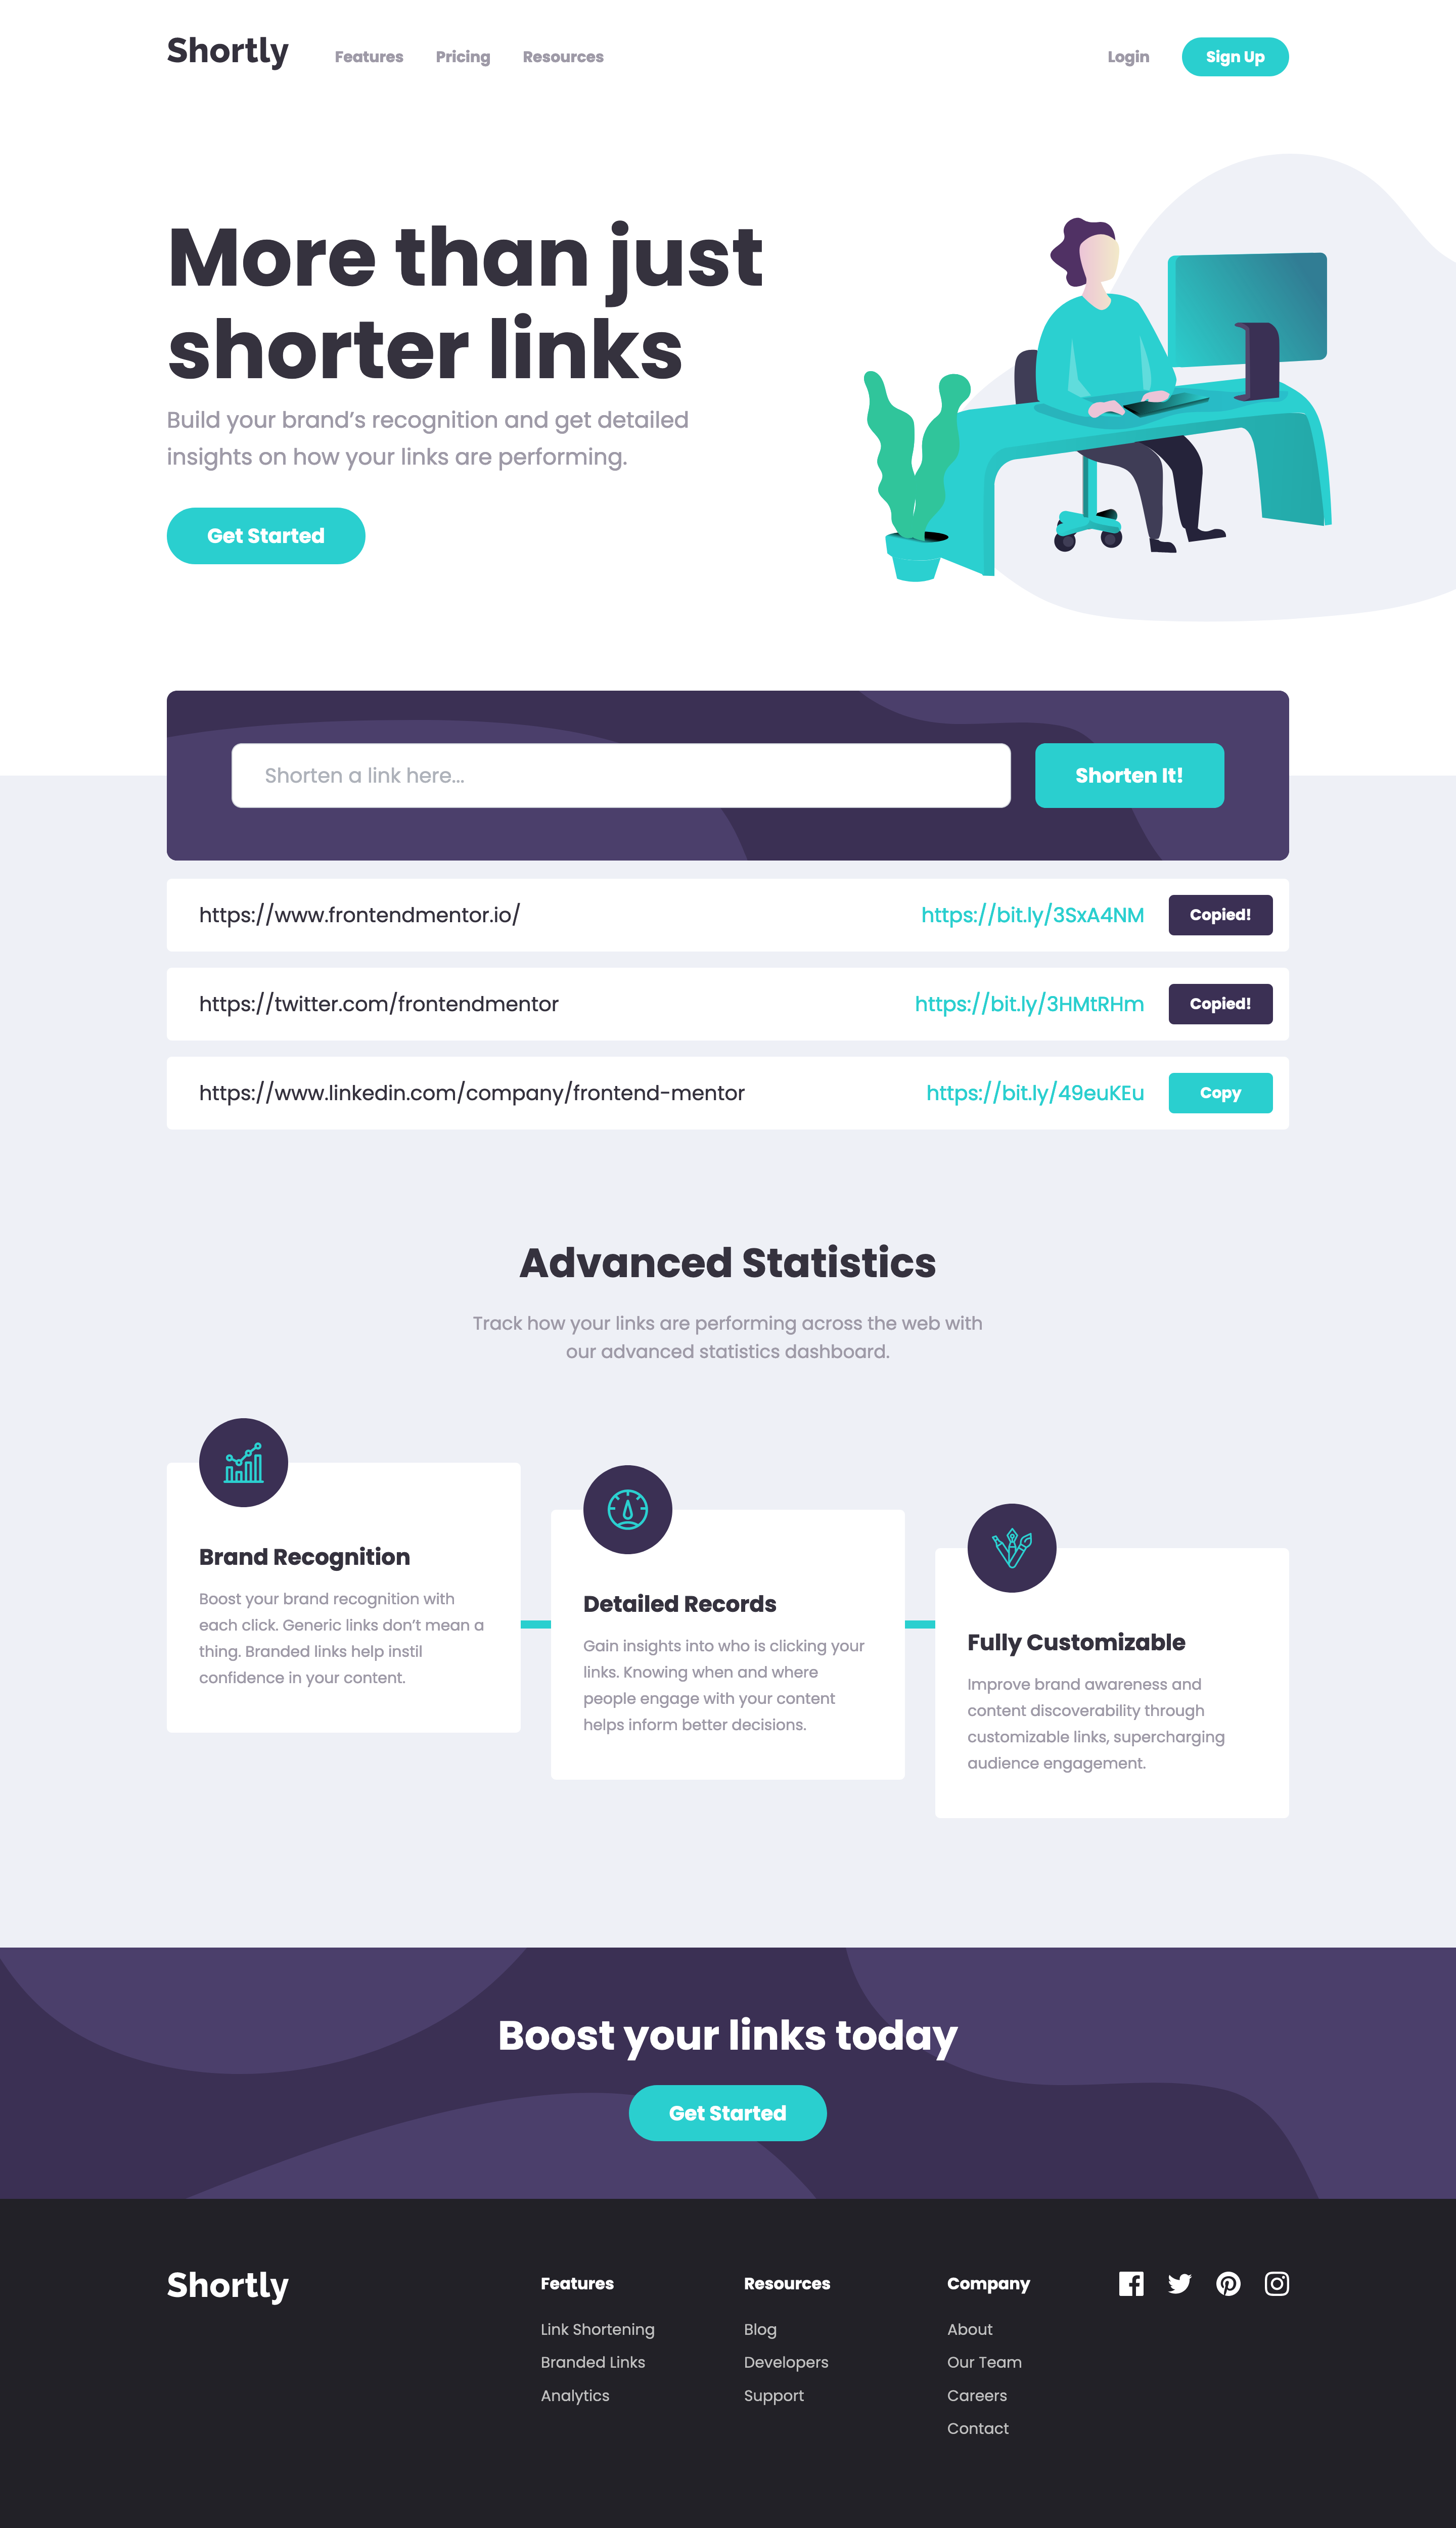 Shortly
Features
Pricing
Resources
Login
Sign Up
More than just
shorter links
Build your brand’s recognition and get detailed
insights on how your links are performing.
Get Started
Shorten a link here...
Shorten It!
https://www.frontendmentor.io/
https://bit.ly/3SxA4NM
Copied!
https://twitter.com/frontendmentor
https://bit.ly/3HMtRHm
Copied!
https://www.linkedin.com/company/frontend-mentor
https://bit.ly/49euKEu
Copy
Advanced Statistics
Track how your links are performing across the web with
our advanced statistics dashboard.
Brand Recognition
Boost your brand recognition with
each click. Generic links don’t mean a
thing. Branded links help instil
confidence in your content.
Detailed Records
Gain insights into who is clicking your
links. Knowing when and where
people engage with your content
helps inform better decisions.
Fully Customizable
Improve brand awareness and
content discoverability through
customizable links, supercharging
audience engagement.
Boost your links today
Get Started
Shortly
Features
Link Shortening
Branded Links
Analytics
Resources
Blog
Developers
Support
Company
About
Our Team
Careers
Contact